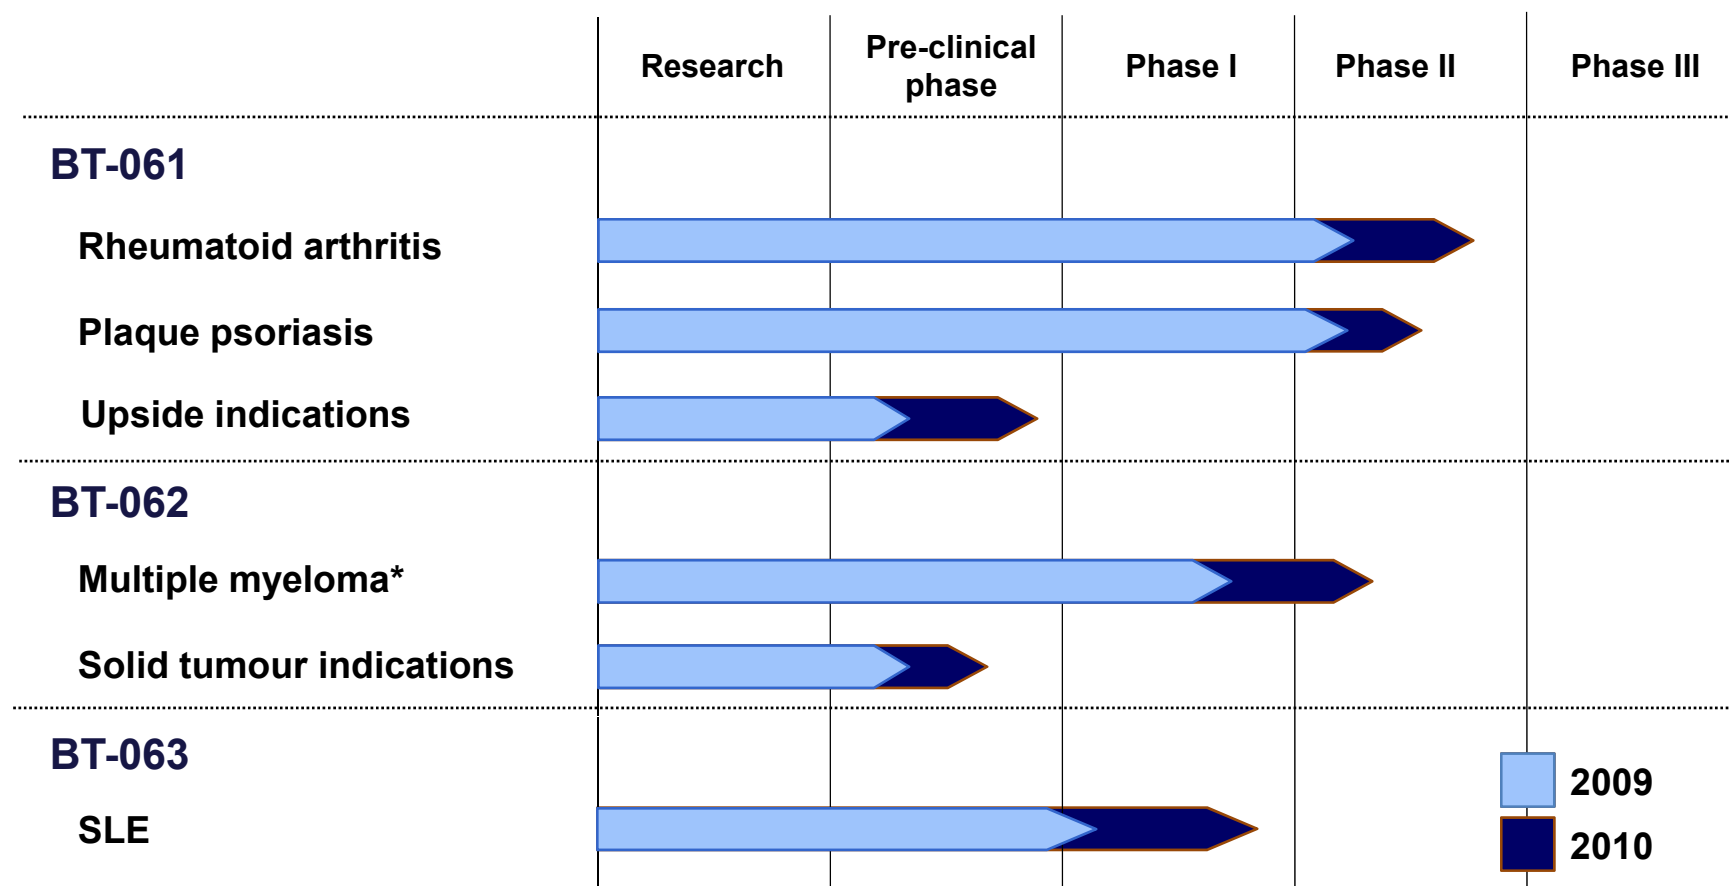 Research
Pre-clinical
phase
Phase I
Phase II
Phase III
BT-061
Rheumatoid arthritis
Plaque psoriasis
Upside indications
BT-062
Multiple myeloma*
Solid tumour indications
BT-063
SLE
2009
2010